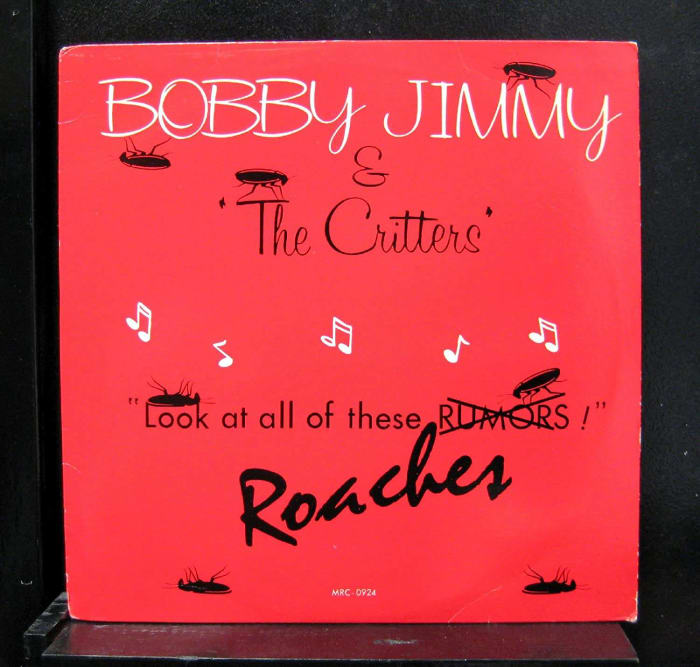 BOBBY JIMMY
&
'The Critters'
"Look at all of these RUMORS!"
Roaches
MRC-0924